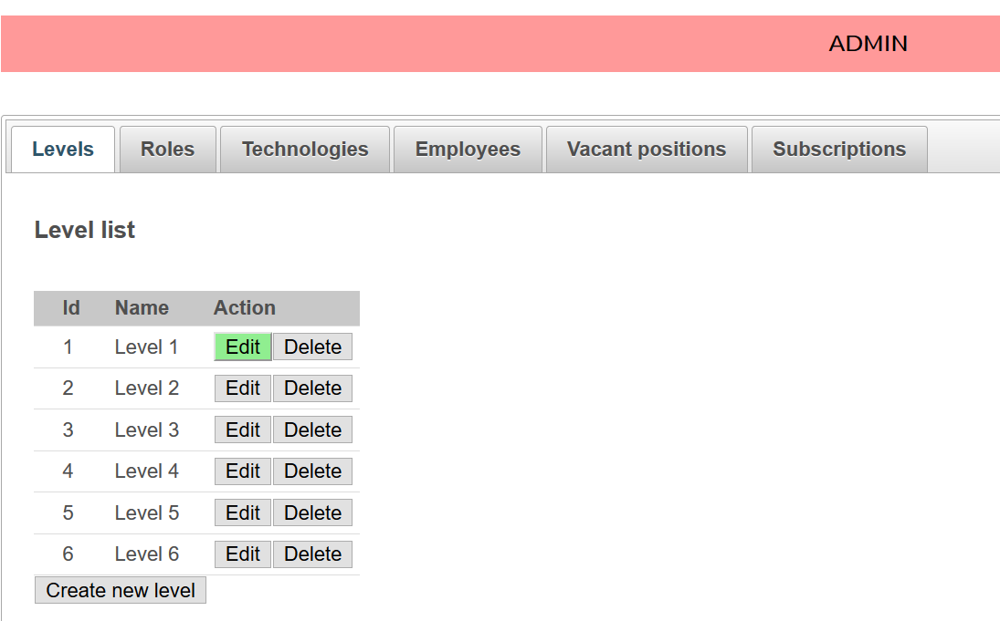 ADMIN
Levels Roles Technologies Employees Vacant positions Subscriptions
Level list
Id Name Action
1 Level 1 Edit Delete
2 Level 2 Edit Delete
3 Level 3 Edit Delete
4 Level 4 Edit Delete
5 Level 5 Edit Delete
6 Level 6 Edit Delete
Create new level